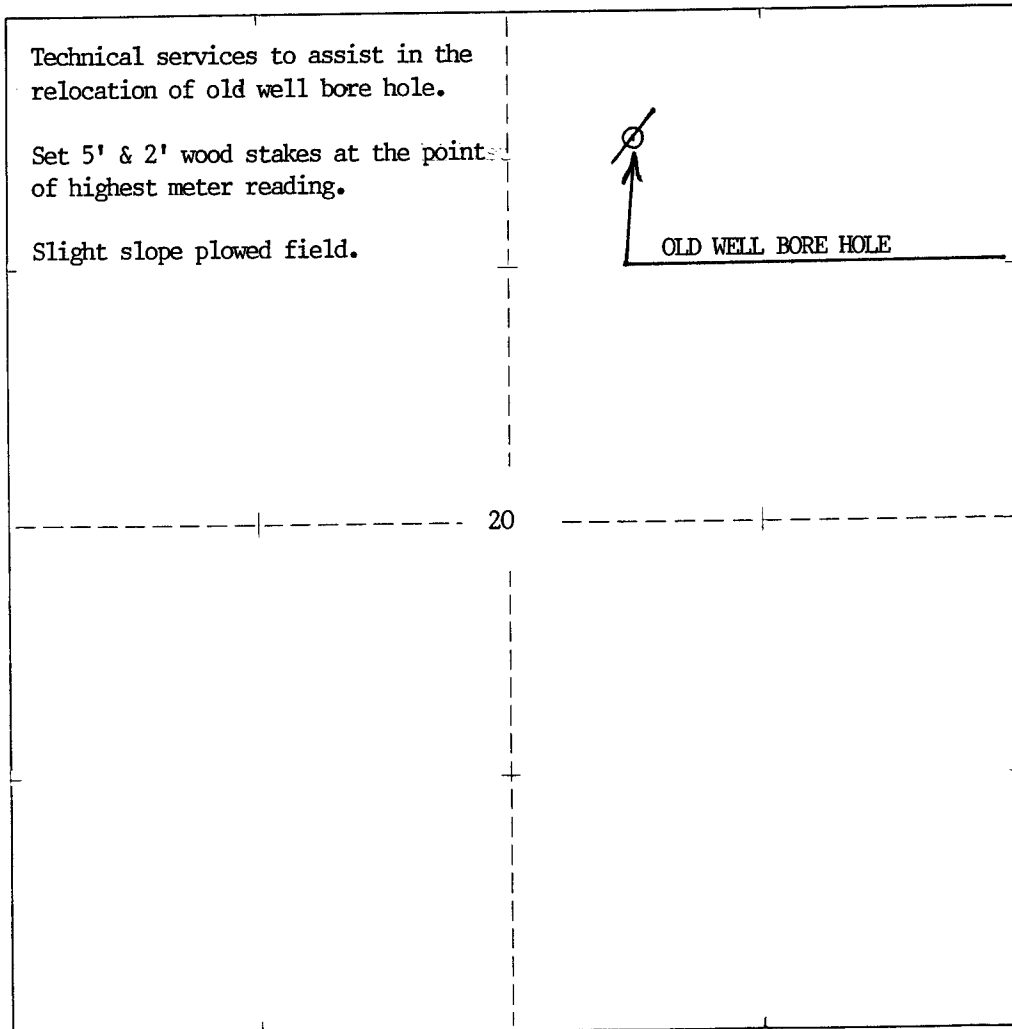 Technical services to assist in the
relocation of old well bore hole.
Set 5' & 2' wood stakes at the point
of highest meter reading.
Slight slope plowed field.
OLD WELL BORE HOLE
20